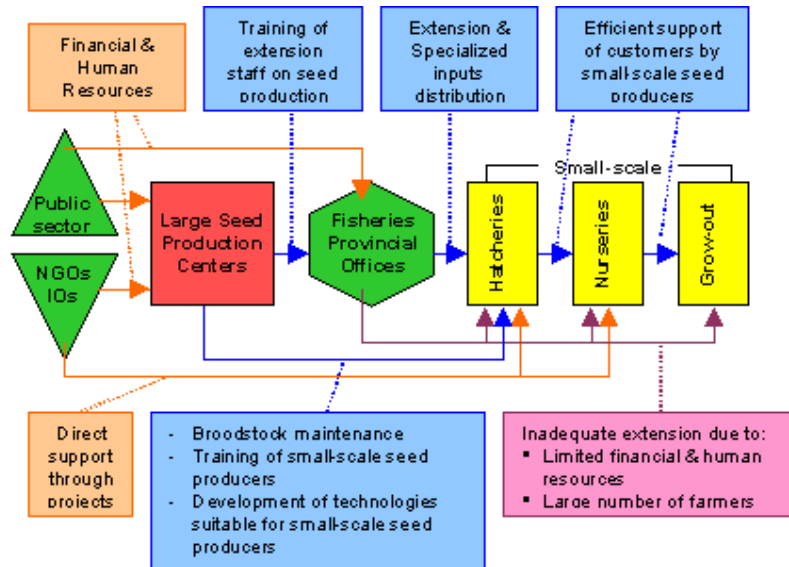 Financial &
Human
Resources
Training of
extension
staff on seed
production
Extension &
Specialized
inputs
distribution
Efficient support
of customers by
small-scale seed
producers
Small-scale
Public
sector
NGOs
IOs
Large Seed
Production
Centers
Fisheries
Provincial
Offices
Hatcheries
Nurseries
Grow-out
Direct
support
through
projects
- Broodstock maintenance
- Training of small-scale seed
producers
- Development of technologies
suitable for small-scale seed
producers
Inadequate extension due to:
▪ Limited financial & human
resources
▪ Large number of farmers